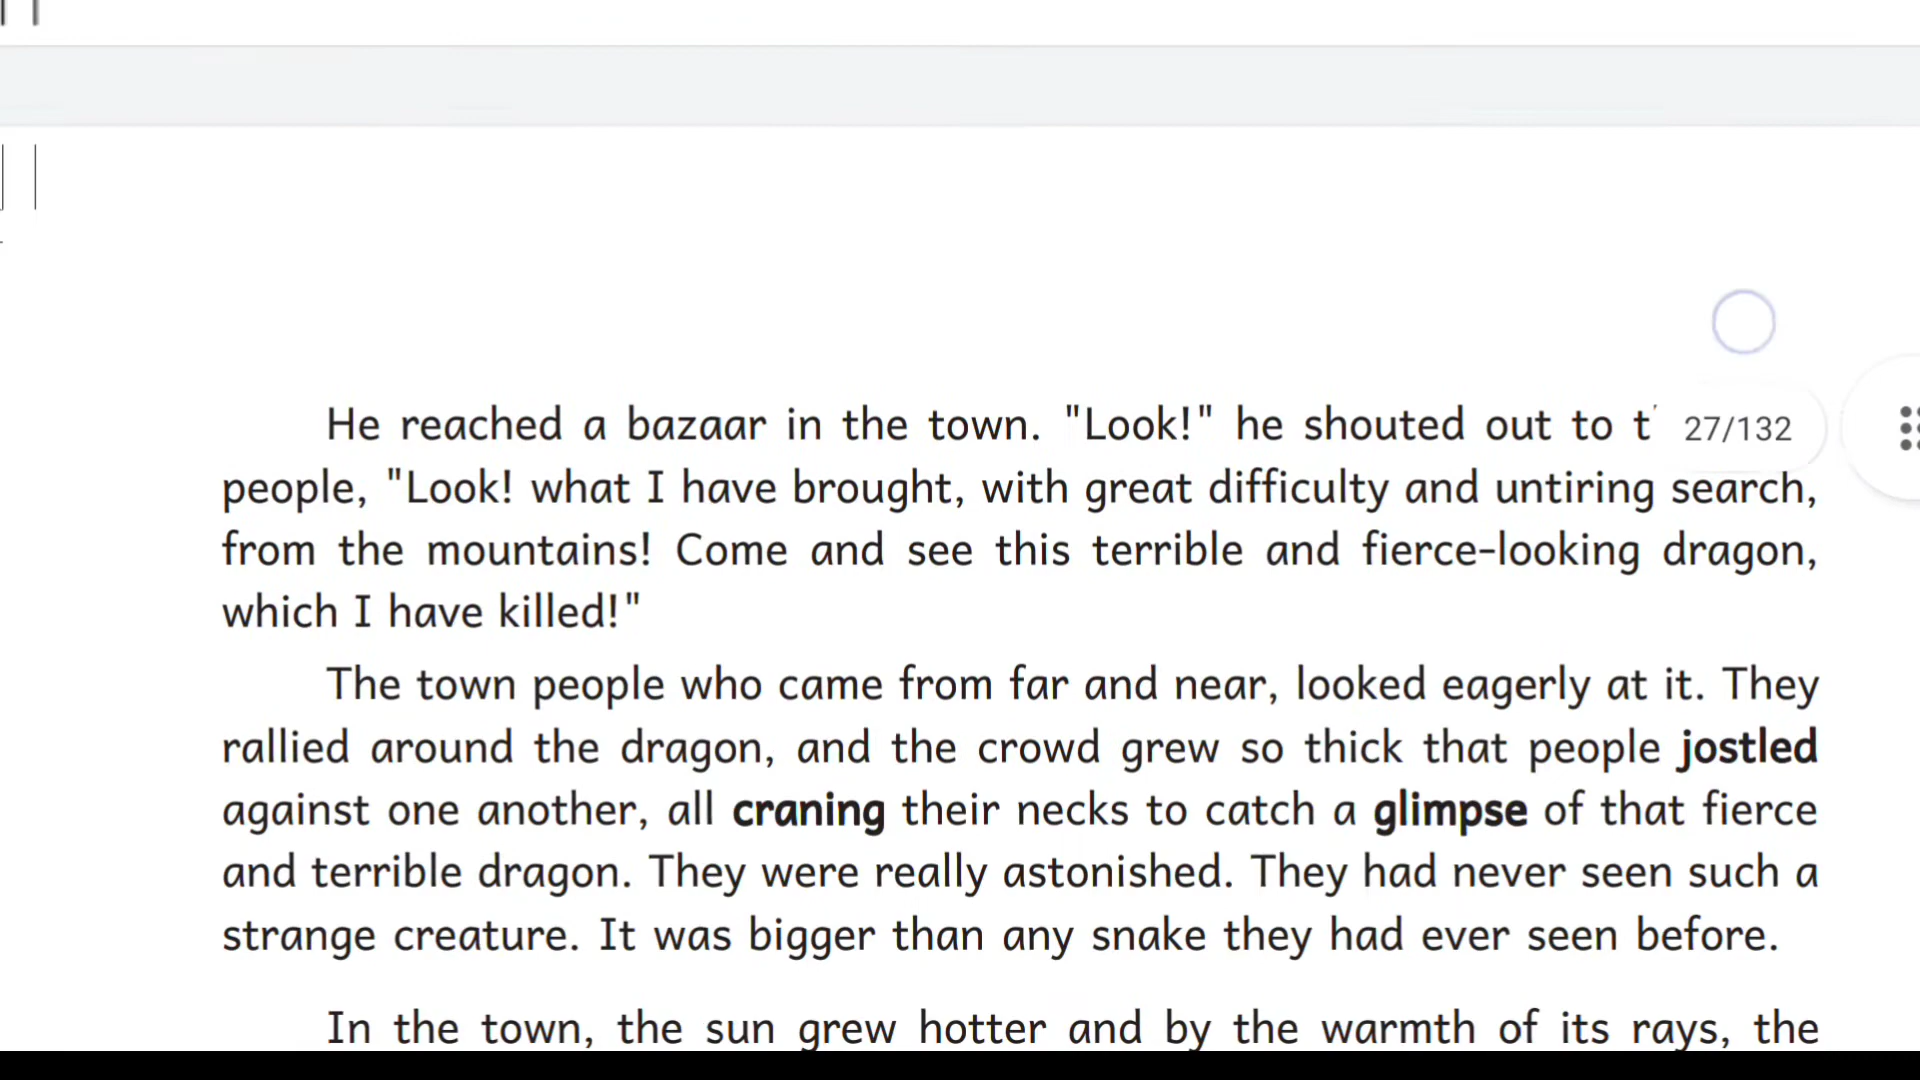 He reached a bazaar in the town. "Look!" he shouted out to
27/132
people, "Look! what I have brought, with great difficulty and untiring search,
from the mountains! Come and see this terrible and fierce-looking dragon,
which I have killed!"
The town people who came from far and near, looked eagerly at it. They
rallied around the dragon, and the crowd grew so thick that people jostled
against one another, all craning their necks to catch a glimpse of that fierce
and terrible dragon. They were really astonished. They had never seen such a
strange creature. It was bigger than any snake they had ever seen before.
In the town, the sun grew hotter and by the warmth of its rays, the